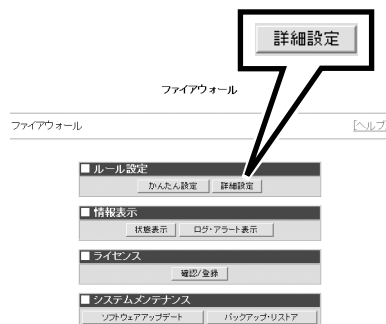 詳細設定
ファイアウォール
ファイアウォール [ヘルプ
■ ルール設定
かんたん設定 詳細設定
■ 情報表示
状態表示 ログ・アラート表示
■ ライセンス
確認/登録
■ システムメンテナンス
ソフトウェアアップデート バックアップ・リストア